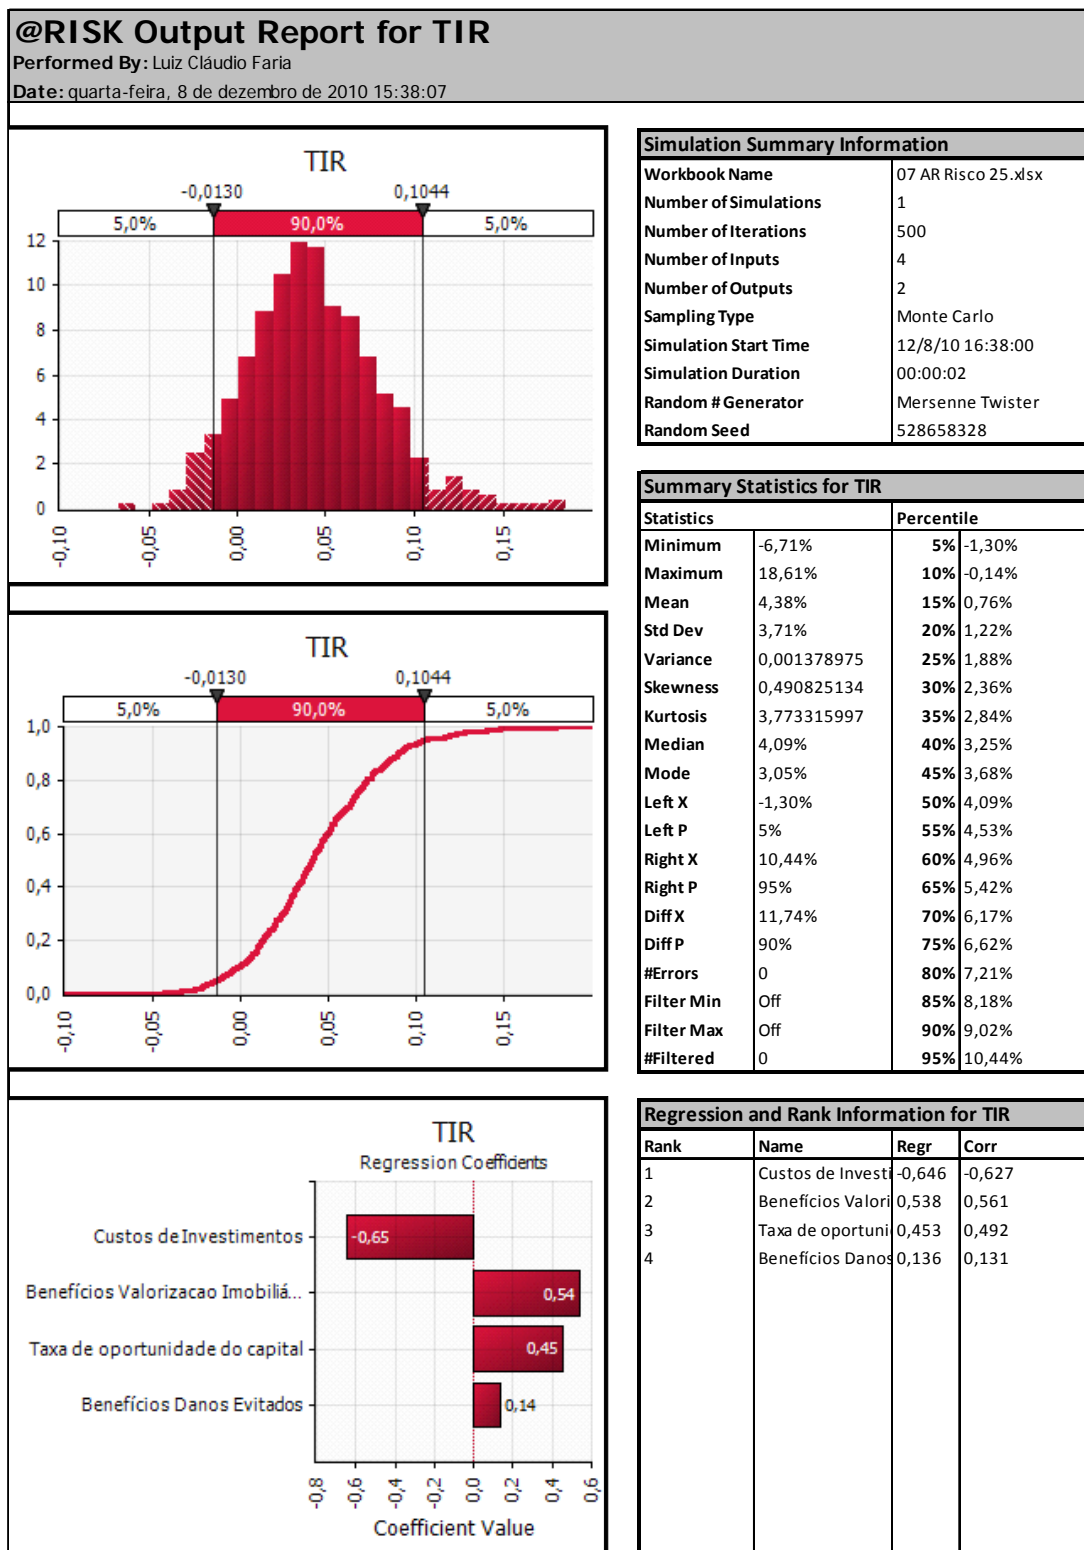 @RISK Output Report for TIR
Performed By: Luiz Cláudio Faria
Date: quarta-feira, 8 de dezembro de 2010 15:38:07
TIR
-0,0130 0,1044
5,0% 90,0% 5,0%
12
10
8
6
4
2
0
-0,10 -0,05 0,00 0,05 0,10 0,15
TIR
-0,0130 0,1044
5,0% 90,0% 5,0%
1,0
0,8
0,6
0,4
0,2
0,0
-0,10 -0,05 0,00 0,05 0,10 0,15
TIR
Regression Coefficients
Custos de Investimentos -0,65
Benefícios Valorizacao Imobiliá... 0,54
Taxa de oportunidade do capital 0,45
Benefícios Danos Evitados 0,14
-0,8 -0,6 -0,4 -0,2 0,0 0,2 0,4 0,6
Coefficient Value
Simulation Summary Information
Workbook Name 07 AR Risco 25.xlsx
Number of Simulations 1
Number of Iterations 500
Number of Inputs 4
Number of Outputs 2
Sampling Type Monte Carlo
Simulation Start Time 12/8/10 16:38:00
Simulation Duration 00:00:02
Random # Generator Mersenne Twister
Random Seed 528658328
Summary Statistics for TIR
Statistics Percentile
Minimum -6,71% 5% -1,30%
Maximum 18,61% 10% -0,14%
Mean 4,38% 15% 0,76%
Std Dev 3,71% 20% 1,22%
Variance 0,001378975 25% 1,88%
Skewness 0,490825134 30% 2,36%
Kurtosis 3,773315997 35% 2,84%
Median 4,09% 40% 3,25%
Mode 3,05% 45% 3,68%
Left X -1,30% 50% 4,09%
Left P 5% 55% 4,53%
Right X 10,44% 60% 4,96%
Right P 95% 65% 5,42%
Diff X 11,74% 70% 6,17%
Diff P 90% 75% 6,62%
#Errors 0 80% 7,21%
Filter Min Off 85% 8,18%
Filter Max Off 90% 9,02%
#Filtered 0 95% 10,44%
Regression and Rank Information for TIR
Rank Name Regr Corr
1 Custos de Investi -0,646 -0,627
2 Benefícios Valori 0,538 0,561
3 Taxa de oportuni 0,453 0,492
4 Benefícios Danos 0,136 0,131